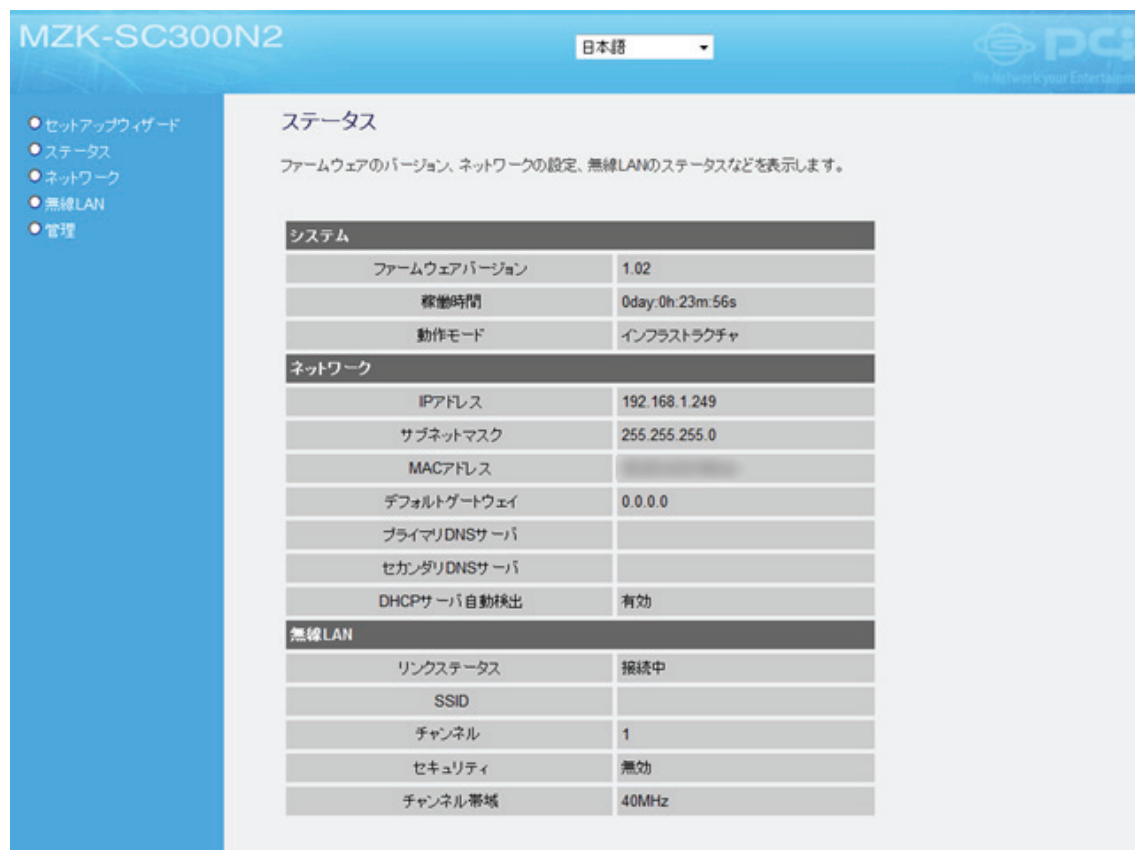 MZK-SC300N2
日本語
PCi
We Network your Entertainm
セットアップウィザード
ステータス
ネットワーク
無線LAN
管理
ステータス
ファームウェアのバージョン、ネットワークの設定、無線LANのステータスなどを表示します。
システム
ファームウェアバージョン 1.02
稼働時間 0day:0h:23m:56s
動作モード インフラストラクチャ
ネットワーク
IPアドレス 192.168.1.249
サブネットマスク 255.255.255.0
MACアドレス
デフォルトゲートウェイ 0.0.0.0
プライマリDNSサーバ
セカンダリDNSサーバ
DHCPサーバ自動検出 有効
無線LAN
リンクステータス 接続中
SSID
チャンネル 1
セキュリティ 無効
チャンネル帯域 40MHz